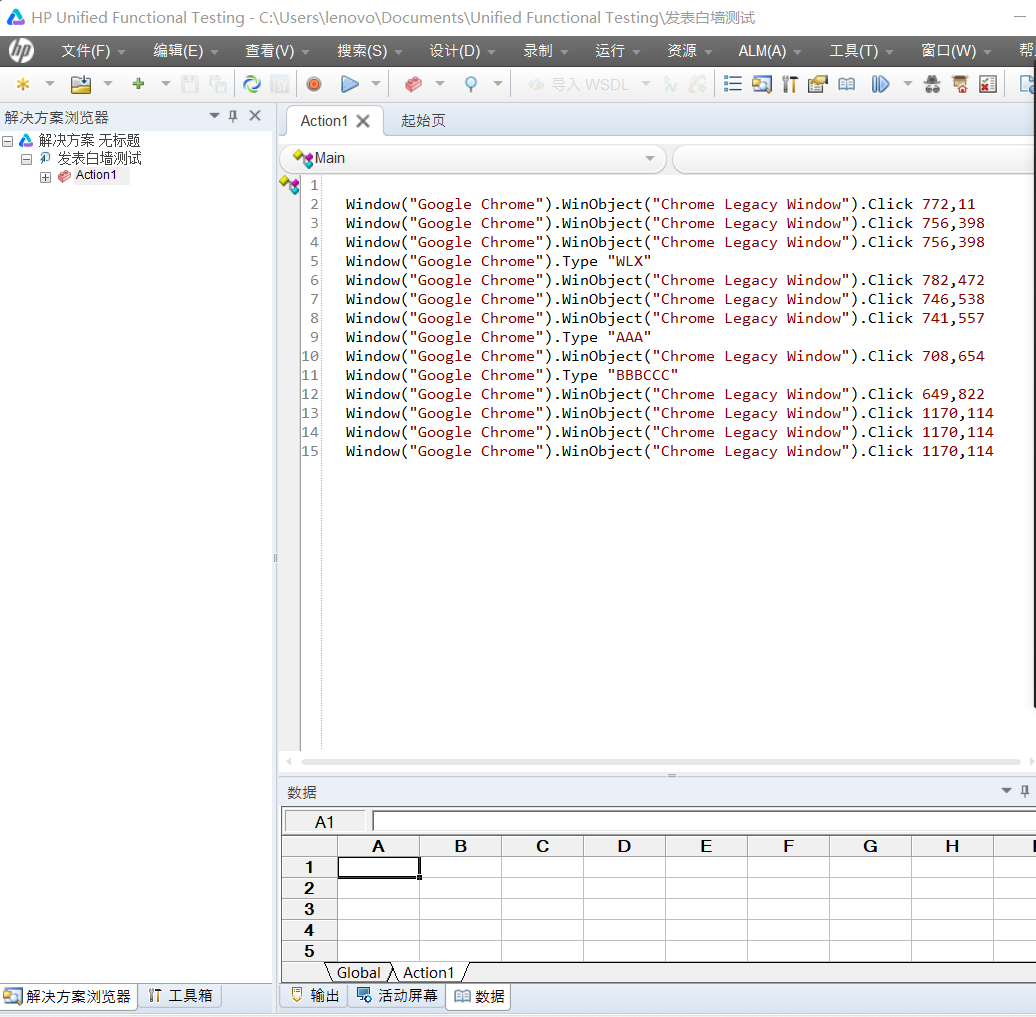 HP Unified Functional Testing - C:\Users\lenovo\Documents\Unified Functional Testing\发表白墙测试
hp 文件(F) 编辑(E) 查看(V) 搜索(S) 设计(D) 录制 运行 资源 ALM(A) 工具(T) 窗口(W) 帮
导入 WSDL
解决方案浏览器
解决方案 无标题
发表白墙测试
Action1
Action1 起始页
Main
1
2 Window("Google Chrome").WinObject("Chrome Legacy Window").Click 772,11
3 Window("Google Chrome").WinObject("Chrome Legacy Window").Click 756,398
4 Window("Google Chrome").WinObject("Chrome Legacy Window").Click 756,398
5 Window("Google Chrome").Type "WLX"
6 Window("Google Chrome").WinObject("Chrome Legacy Window").Click 782,472
7 Window("Google Chrome").WinObject("Chrome Legacy Window").Click 746,538
8 Window("Google Chrome").WinObject("Chrome Legacy Window").Click 741,557
9 Window("Google Chrome").Type "AAA"
10 Window("Google Chrome").WinObject("Chrome Legacy Window").Click 708,654
11 Window("Google Chrome").Type "BBBCCC"
12 Window("Google Chrome").WinObject("Chrome Legacy Window").Click 649,822
13 Window("Google Chrome").WinObject("Chrome Legacy Window").Click 1170,114
14 Window("Google Chrome").WinObject("Chrome Legacy Window").Click 1170,114
15 Window("Google Chrome").WinObject("Chrome Legacy Window").Click 1170,114
数据
A1
A B C D E F G H
1
2
3
4
5
Global Action1
解决方案浏览器 工具箱 输出 活动屏幕 数据